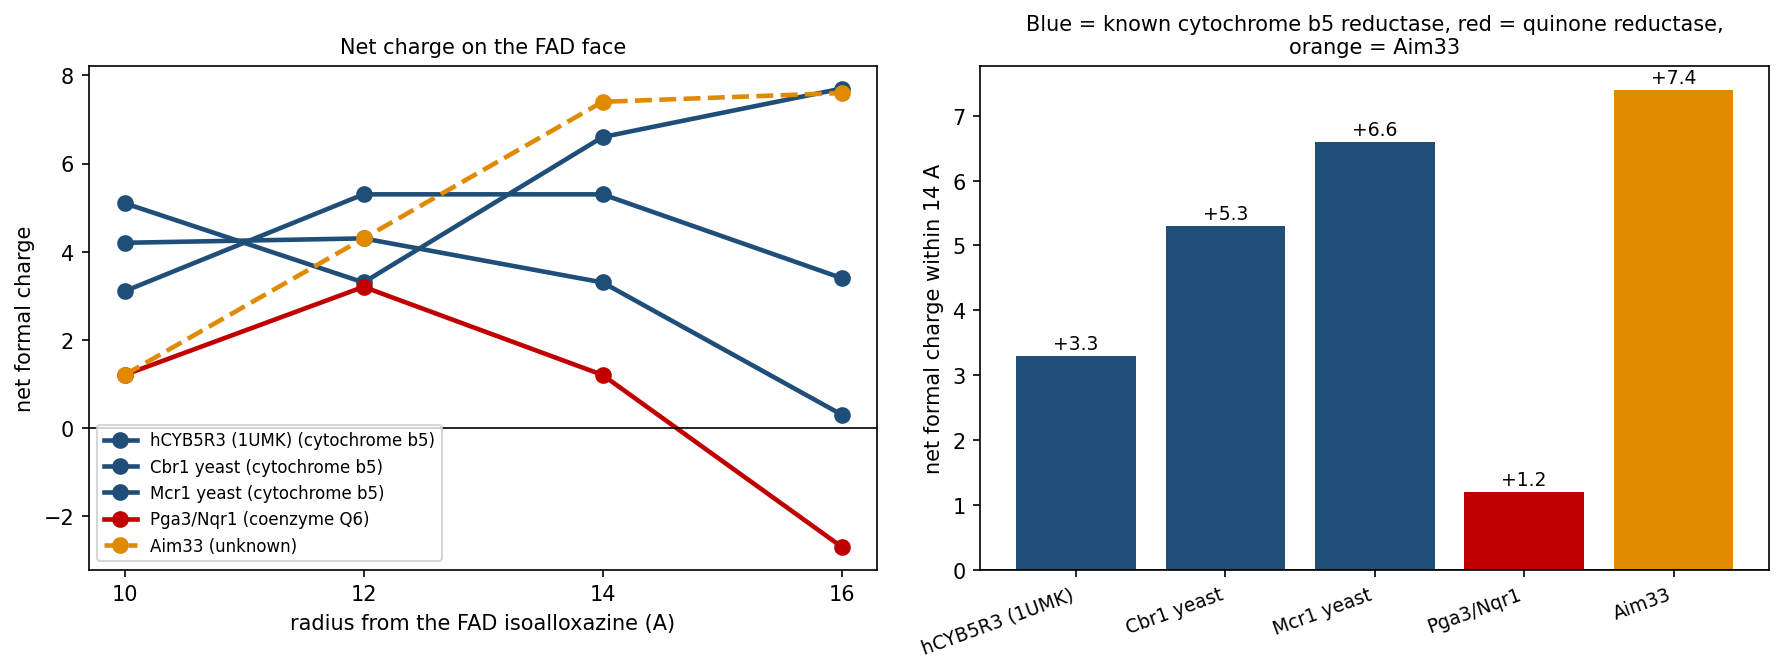 Net charge on the FAD face
net formal charge
8
6
4
2
0
−2
hCYB5R3 (1UMK) (cytochrome b5)
Cbr1 yeast (cytochrome b5)
Mcr1 yeast (cytochrome b5)
Pga3/Nqr1 (coenzyme Q6)
Aim33 (unknown)
10 12 14 16
radius from the FAD isoalloxazine (A)
Blue = known cytochrome b5 reductase, red = quinone reductase,
orange = Aim33
net formal charge within 14 A
7
6
5
4
3
2
1
0
+3.3
+5.3
+6.6
+1.2
+7.4
hCYB5R3 (1UMK)
Cbr1 yeast
Mcr1 yeast
Pga3/Nqr1
Aim33